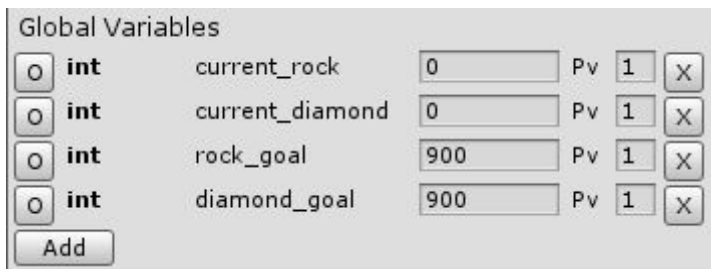 Global Variables
O int current_rock 0 Pv 1 X
O int current_diamond 0 Pv 1 X
O int rock_goal 900 Pv 1 X
O int diamond_goal 900 Pv 1 X
Add